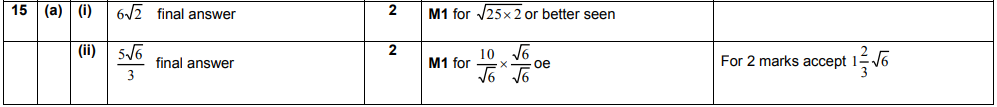 15 (a) (i) 6√2 final answer 2 M1 for √25×2 or better seen
(ii) 5√6/3 final answer 2 M1 for 10/√6 × √6/√6 oe For 2 marks accept 1 2/3 √6